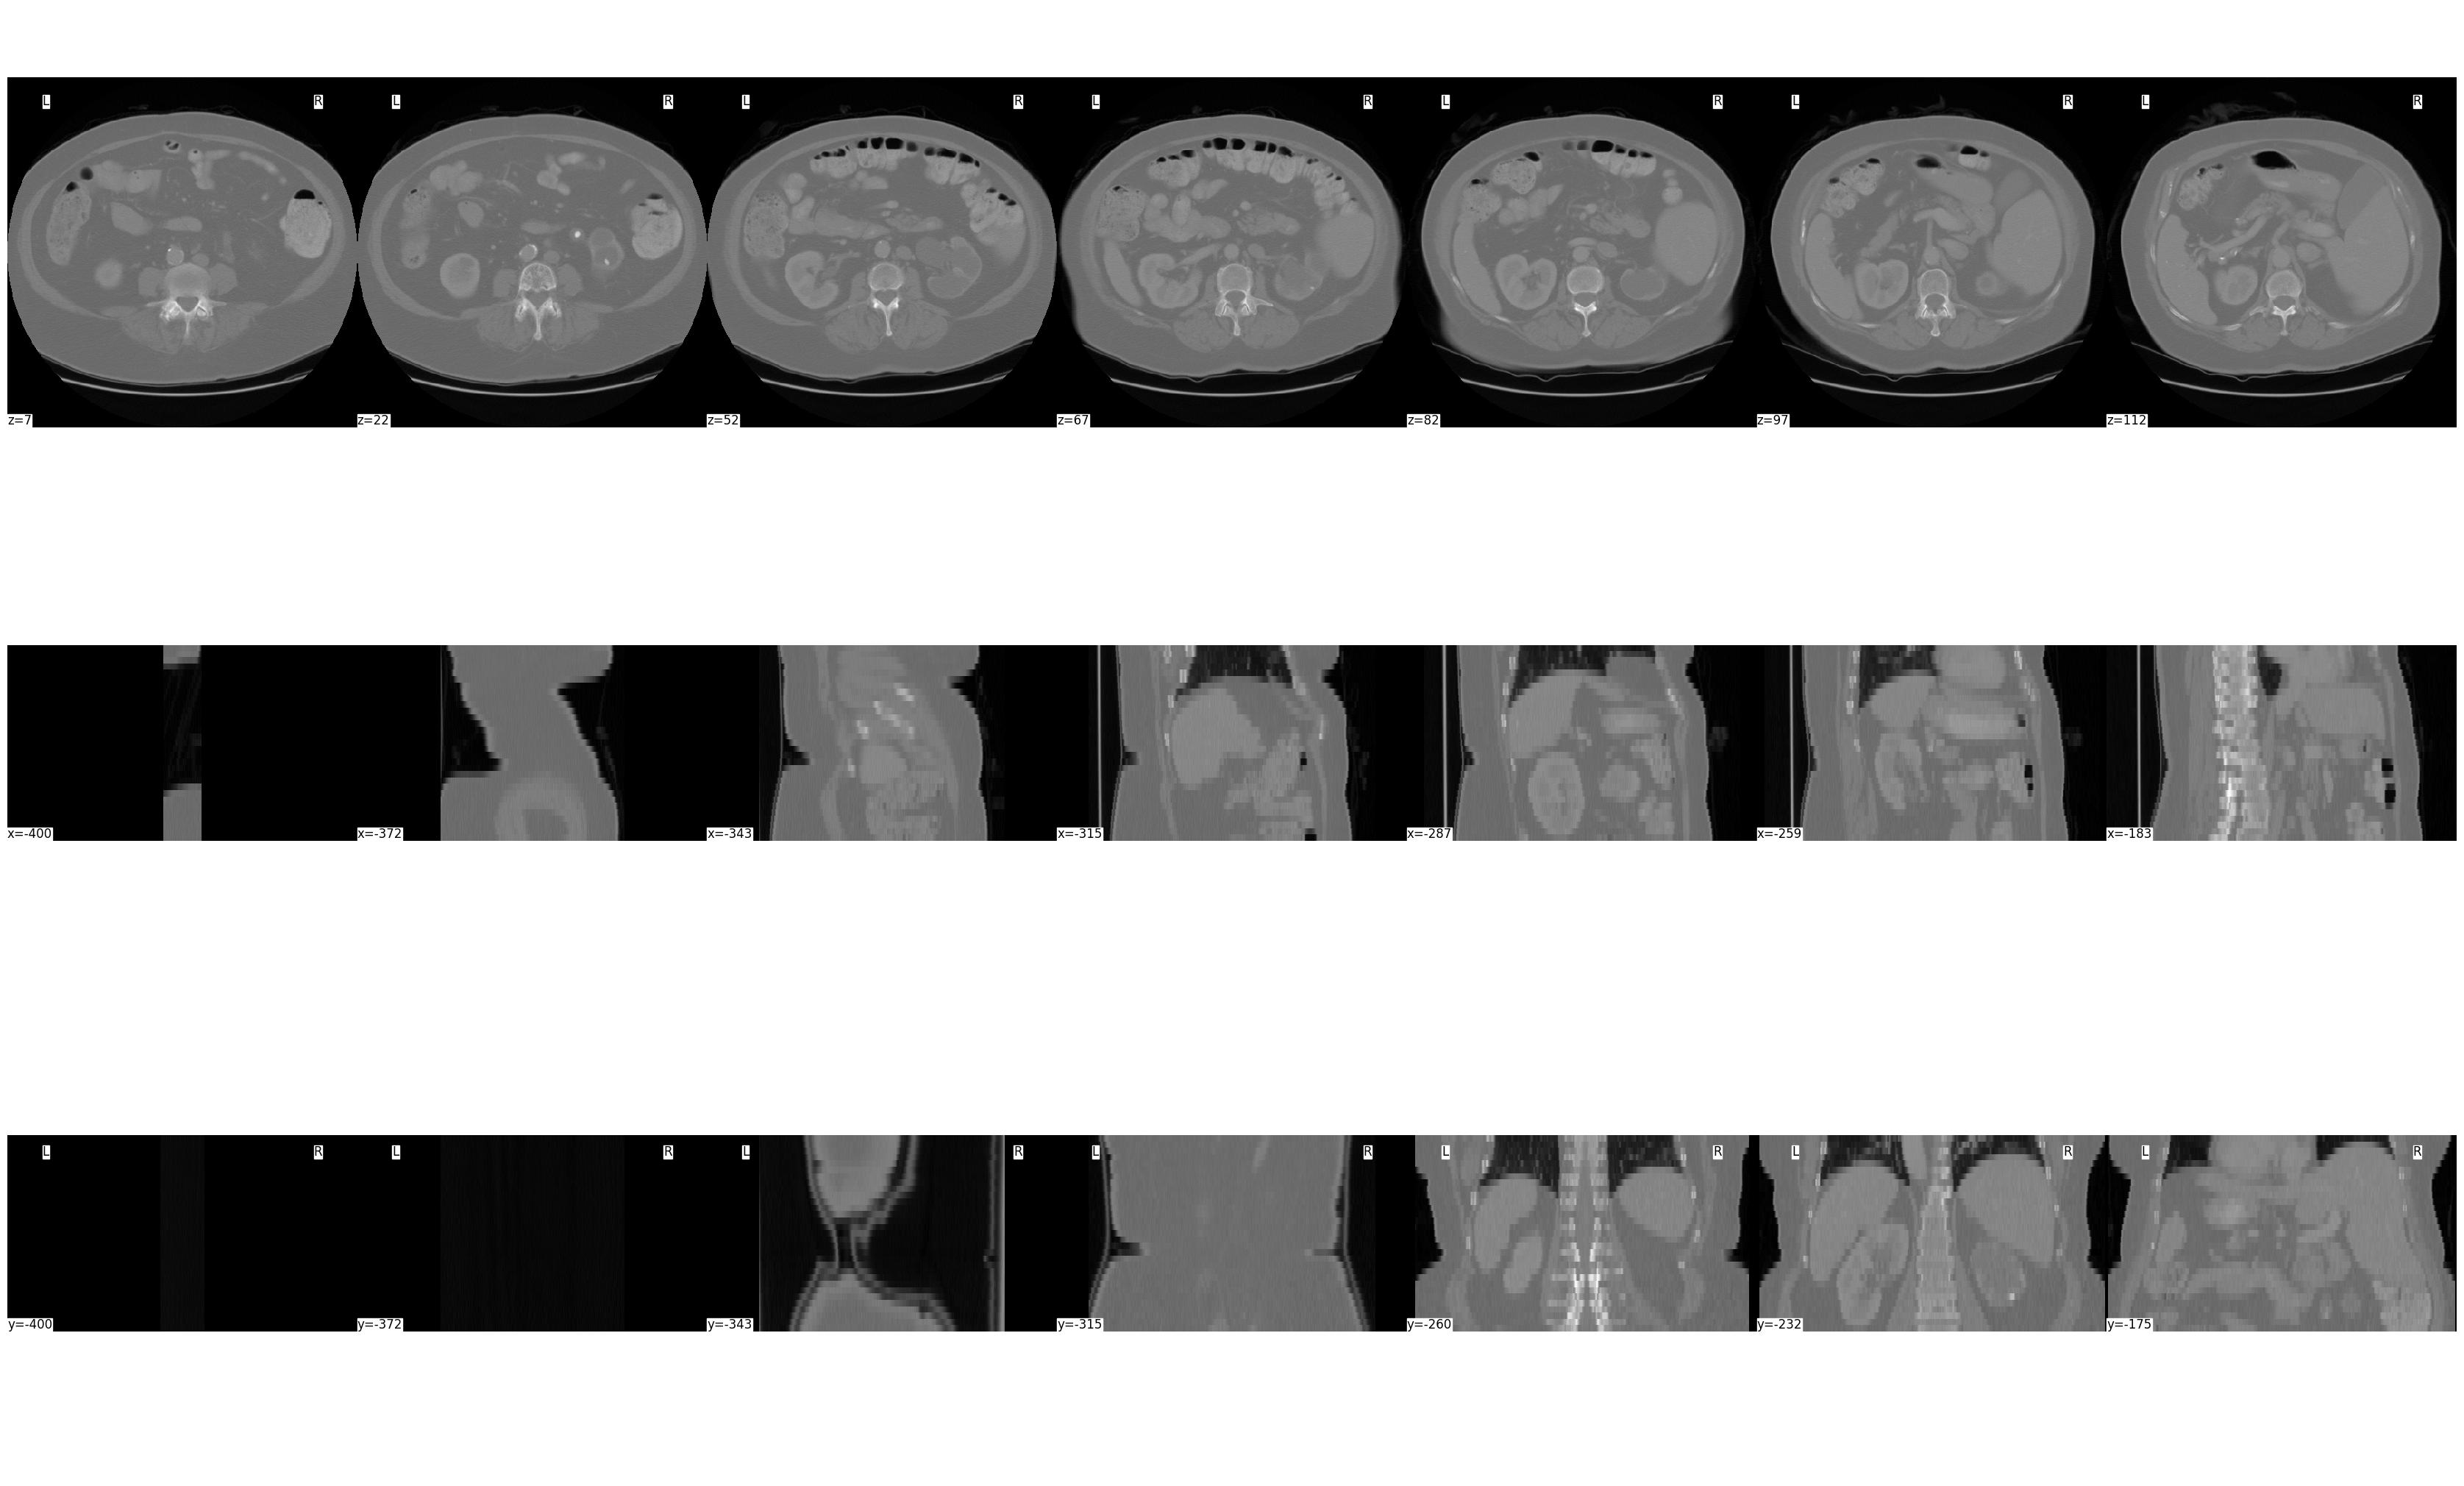 L R L R L R L R L R L R L R
z=7 z=22 z=52 z=67 z=82 z=97 z=112
x=-400 x=-372 x=-343 x=-315 x=-287 x=-259 x=-183
L R L R L R L R L R L R L R
y=-400 y=-372 y=-343 y=-315 y=-260 y=-232 y=-175